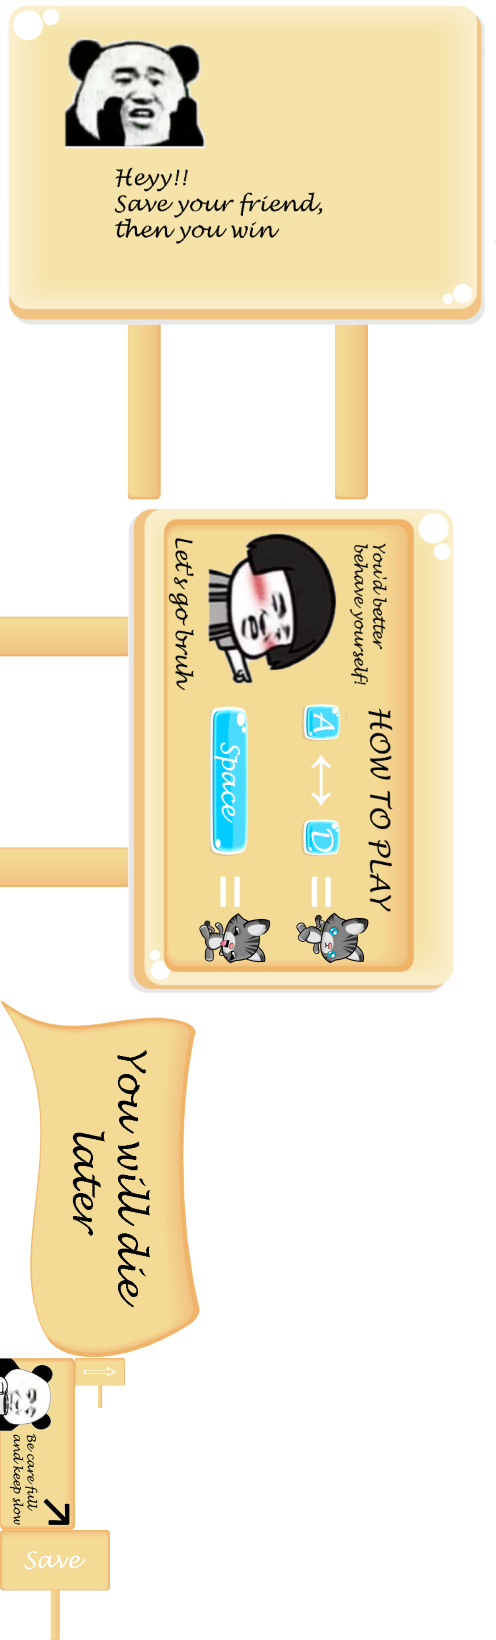 Heyy!!
Save your friend,
then you win
You'd better
behave yourself!
Let's go bruh
HOW TO PLAY
A D
Space
You will die
later
Be care full
and keep slow
Save